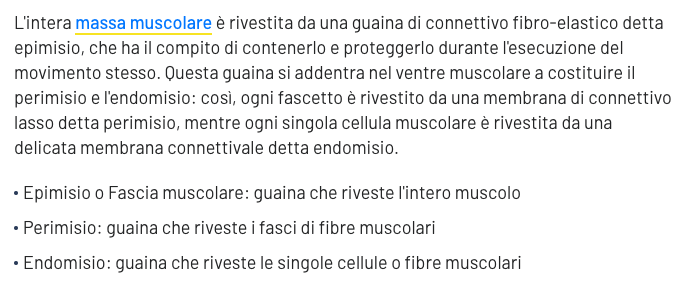 L'intera massa muscolare è rivestita da una guaina di connettivo fibro-elastico detta
epimisio, che ha il compito di contenerlo e proteggerlo durante l'esecuzione del
movimento stesso. Questa guaina si addentra nel ventre muscolare a costituire il
perimisio e l'endomisio: così, ogni fascetto è rivestito da una membrana di connettivo
lasso detta perimisio, mentre ogni singola cellula muscolare è rivestita da una
delicata membrana connettivale detta endomisio.
• Epimisio o Fascia muscolare: guaina che riveste l'intero muscolo
• Perimisio: guaina che riveste i fasci di fibre muscolari
• Endomisio: guaina che riveste le singole cellule o fibre muscolari